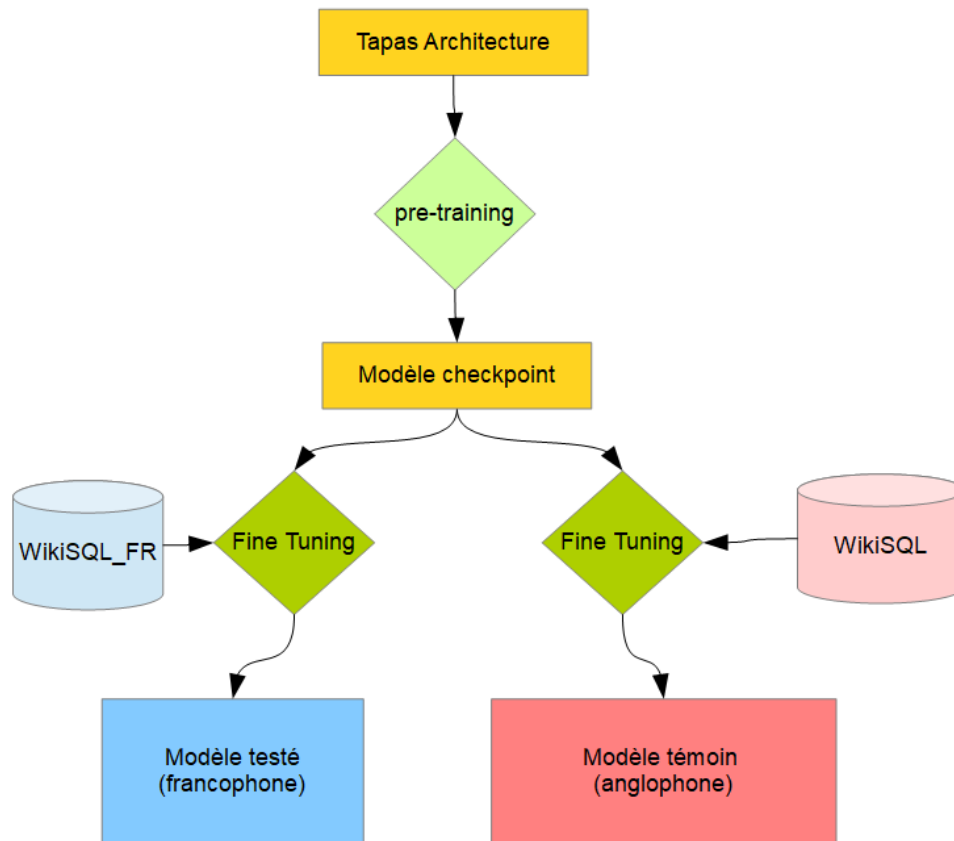 Tapas Architecture
pre-training
Modèle checkpoint
WikiSQL_FR
Fine Tuning
Fine Tuning
WikiSQL
Modèle testé
(francophone)
Modèle témoin
(anglophone)